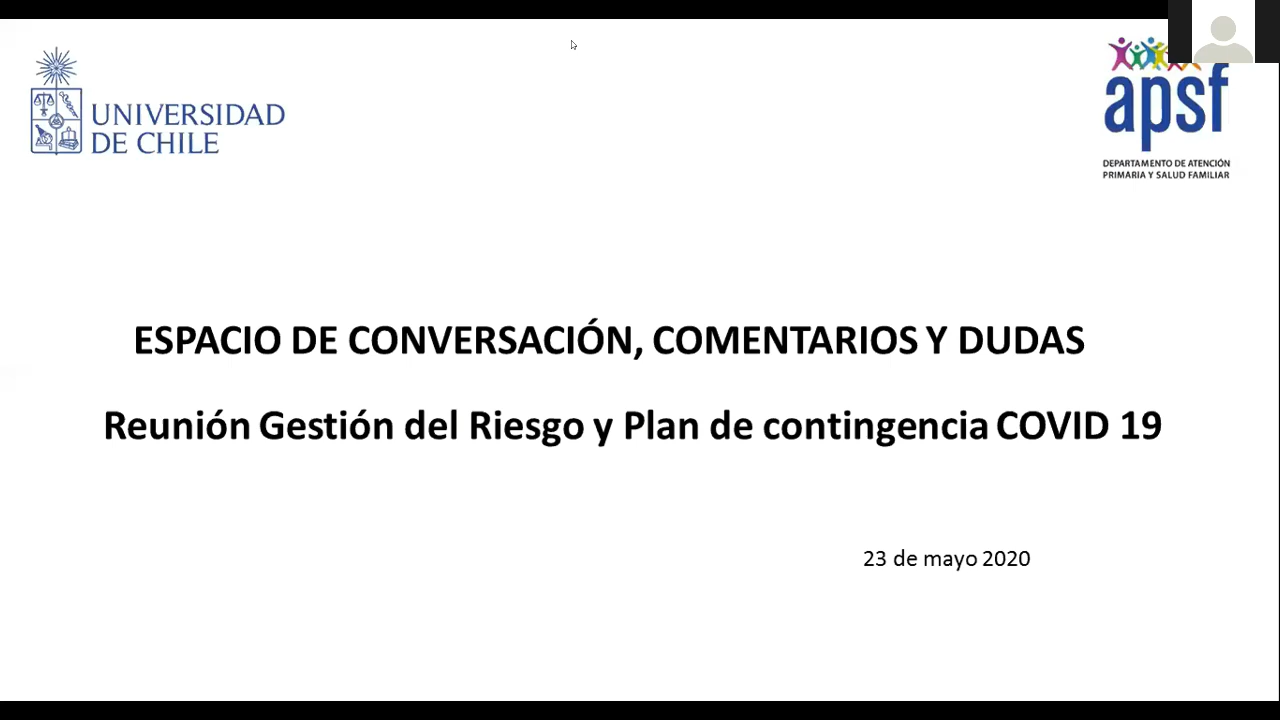 UNIVERSIDAD
DE CHILE
apsf
DEPARTAMENTO DE ATENCIÓN
PRIMARIA Y SALUD FAMILIAR
ESPACIO DE CONVERSACIÓN, COMENTARIOS Y DUDAS
Reunión Gestión del Riesgo y Plan de contingencia COVID 19
23 de mayo 2020